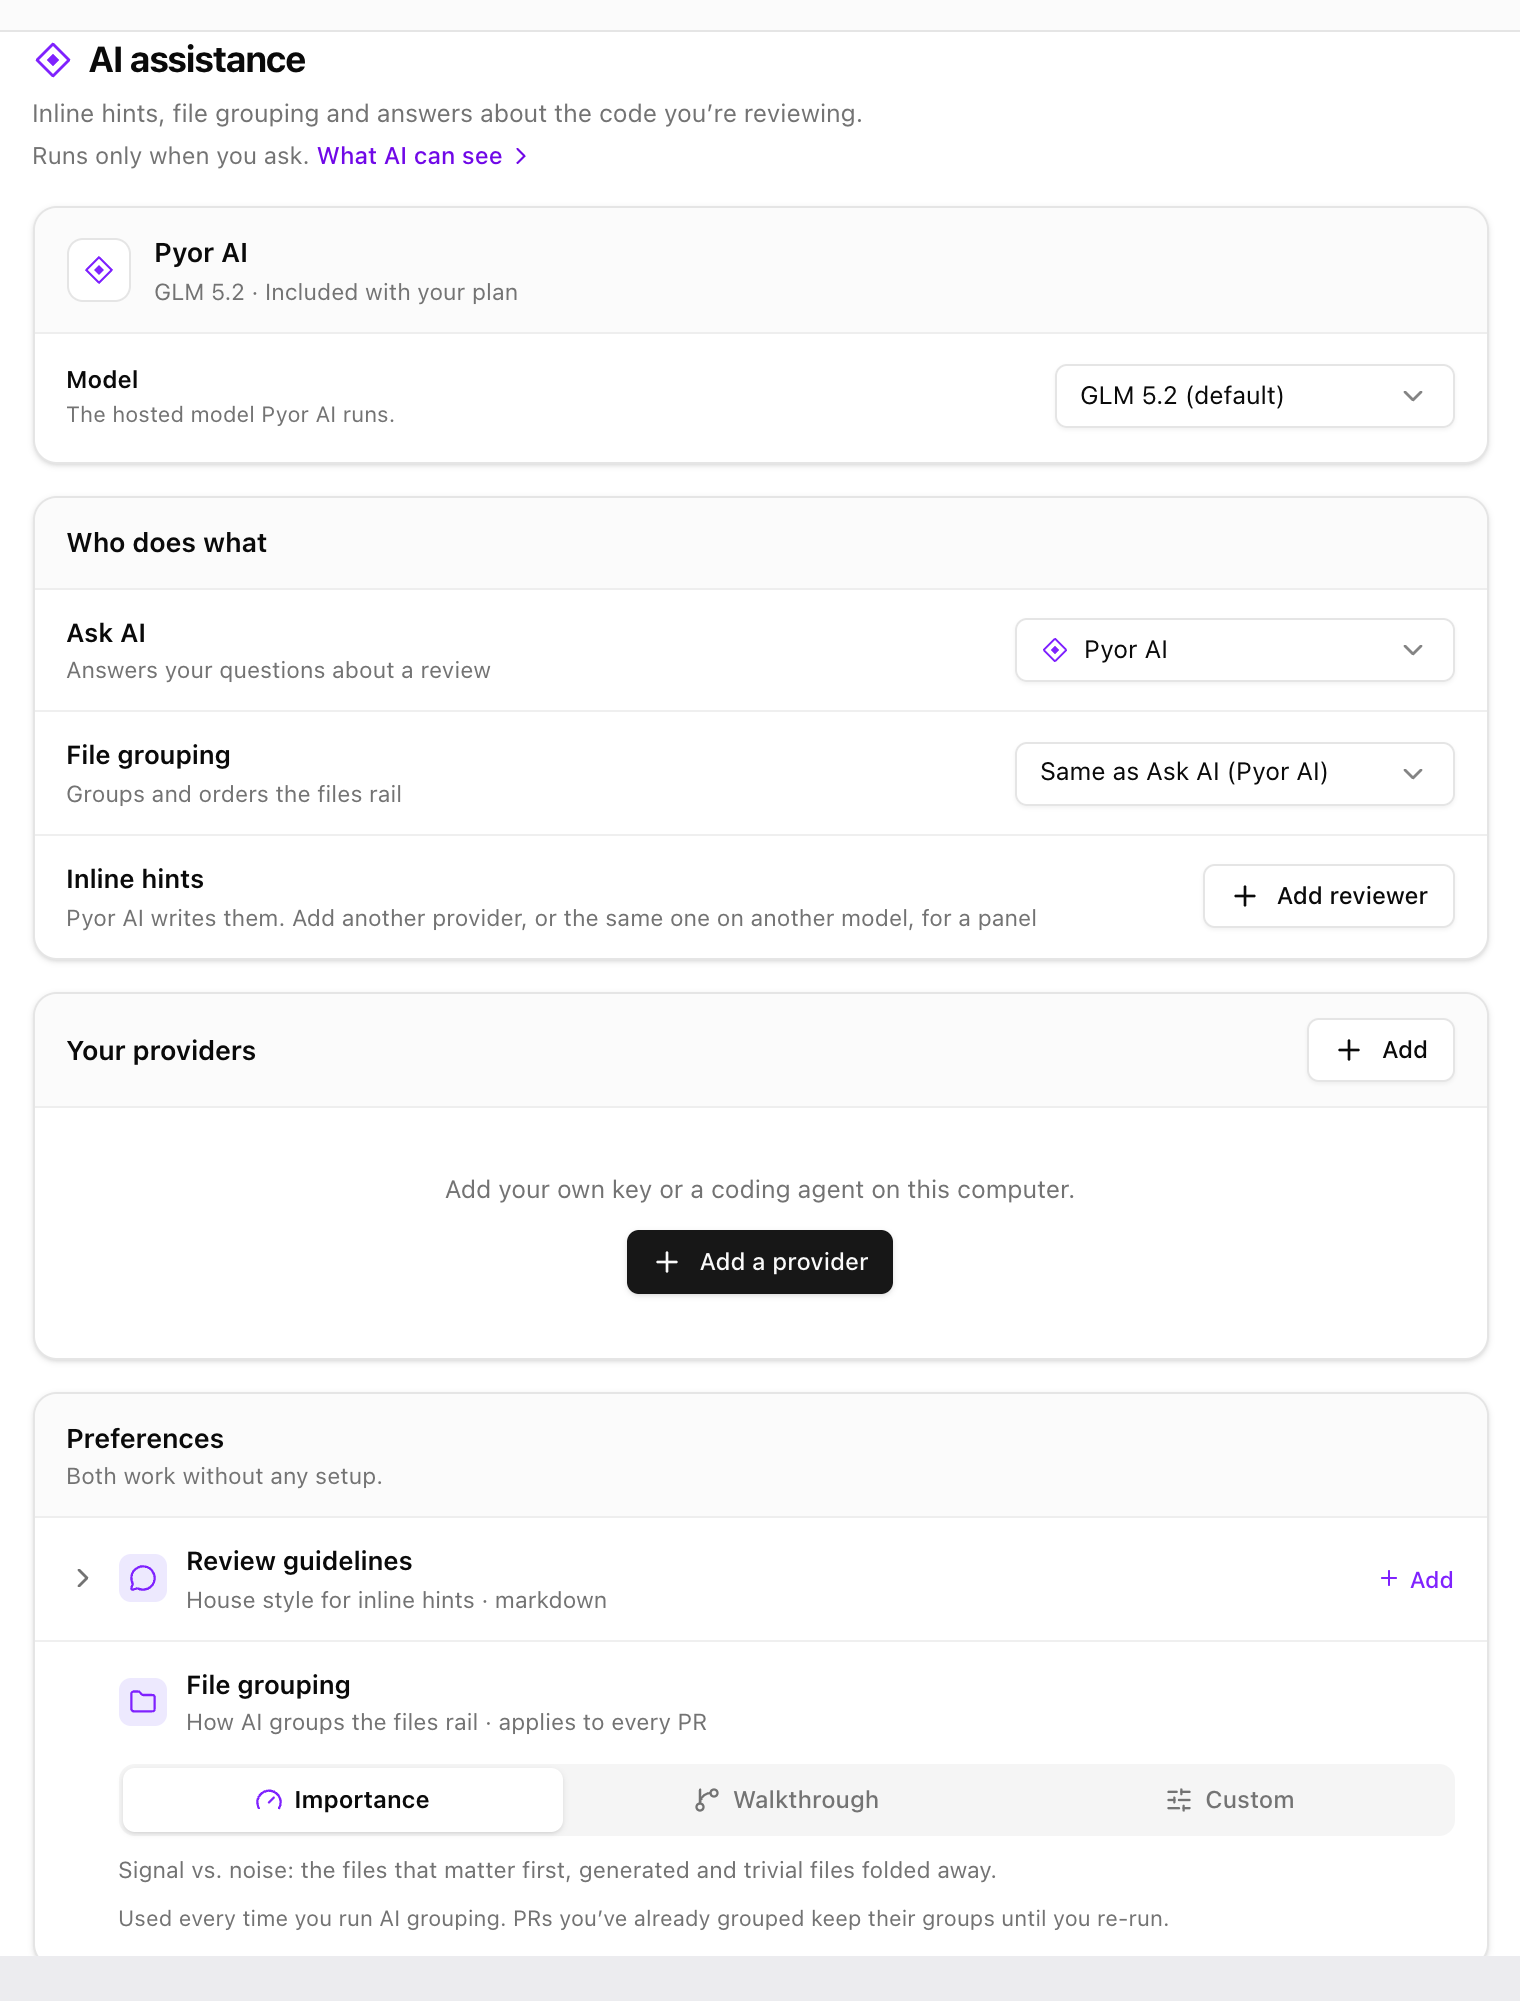 AI assistance
Inline hints, file grouping and answers about the code you’re reviewing.
Runs only when you ask. What AI can see
Pyor AI
GLM 5.2 · Included with your plan
Model
The hosted model Pyor AI runs.
GLM 5.2 (default)
Who does what
Ask AI
Answers your questions about a review
Pyor AI
File grouping
Groups and orders the files rail
Same as Ask AI (Pyor AI)
Inline hints
Pyor AI writes them. Add another provider, or the same one on another model, for a panel
Add reviewer
Your providers
Add
Add your own key or a coding agent on this computer.
Add a provider
Preferences
Both work without any setup.
Review guidelines
House style for inline hints · markdown
Add
File grouping
How AI groups the files rail · applies to every PR
Importance
Walkthrough
Custom
Signal vs. noise: the files that matter first, generated and trivial files folded away.
Used every time you run AI grouping. PRs you’ve already grouped keep their groups until you re-run.